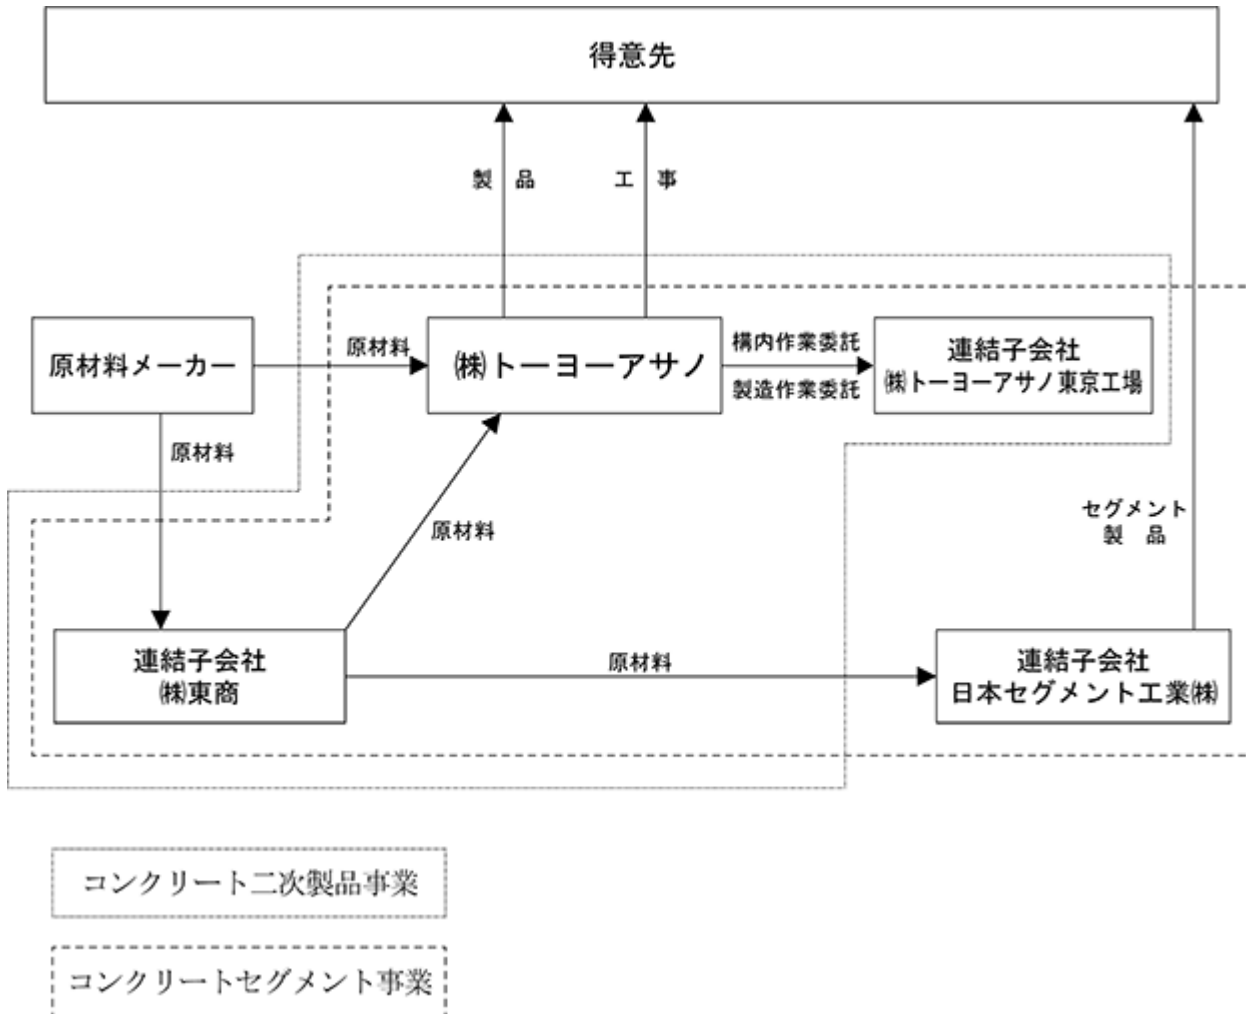 得意先
製　品
工　事
原材料メーカー
原材料
㈱トーヨーアサノ
構内作業委託
製造作業委託
連結子会社
㈱トーヨーアサノ東京工場
原材料
原材料
セグメント
製　品
連結子会社
㈱東商
原材料
連結子会社
日本セグメント工業㈱
コンクリート二次製品事業
コンクリートセグメント事業